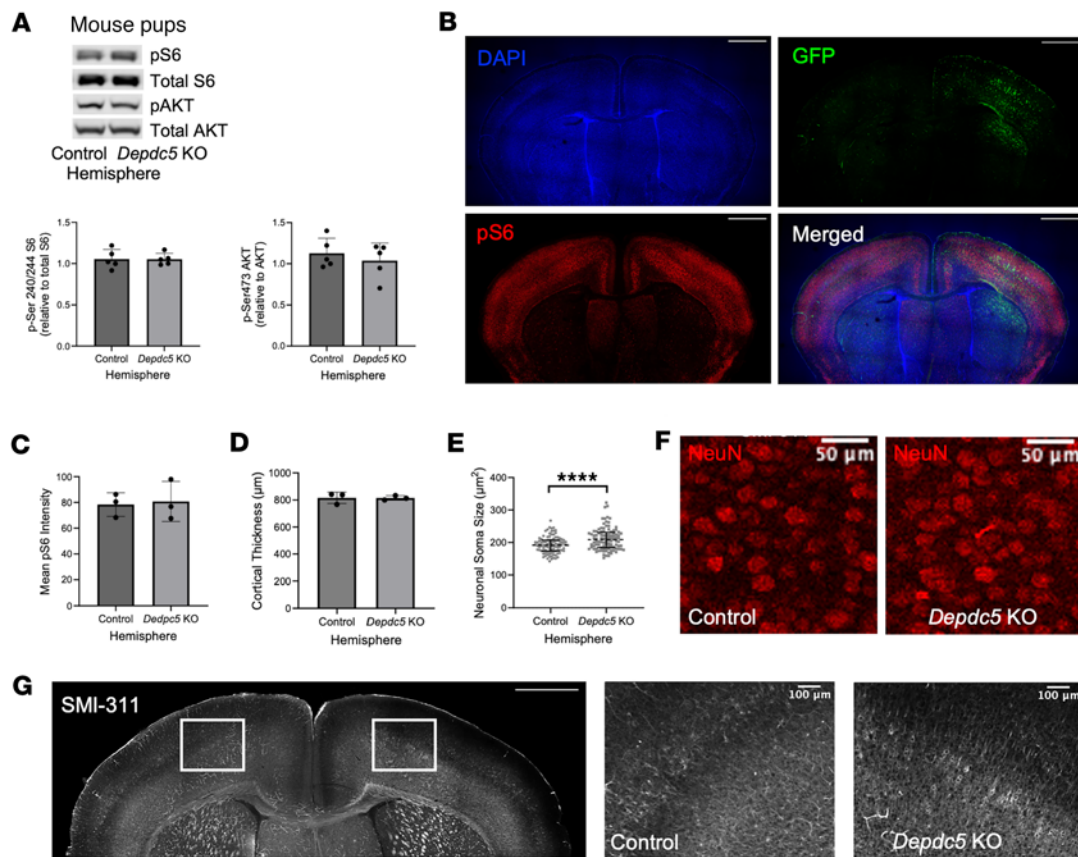 A
Mouse pups
pS6
Total S6
pAKT
Total AKT
Control Depdc5 KO
Hemisphere
p-Ser 240/244 S6
(relative to total S6)
1.5
1.0
0.5
0.0
Control Depdc5 KO
Hemisphere
p-Ser473 AKT
(relative to AKT)
1.5
1.0
0.5
0.0
Control Depdc5 KO
Hemisphere
B
DAPI
GFP
pS6
Merged
C
Mean pS6 Intensity
100
80
60
40
20
0
Control Dedpc5 KO
Hemisphere
D
Cortical Thickness (μm)
1000
800
600
400
200
0
Control Depdc5 KO
Hemisphere
E
Neuronal Soma Size (μm²)
400
300
200
100
0
****
Control Depdc5 KO
Hemisphere
F
NeuN
50 μm
Control
NeuN
50 μm
Depdc5 KO
G
SMI-311
100 μm
Control
100 μm
Depdc5 KO